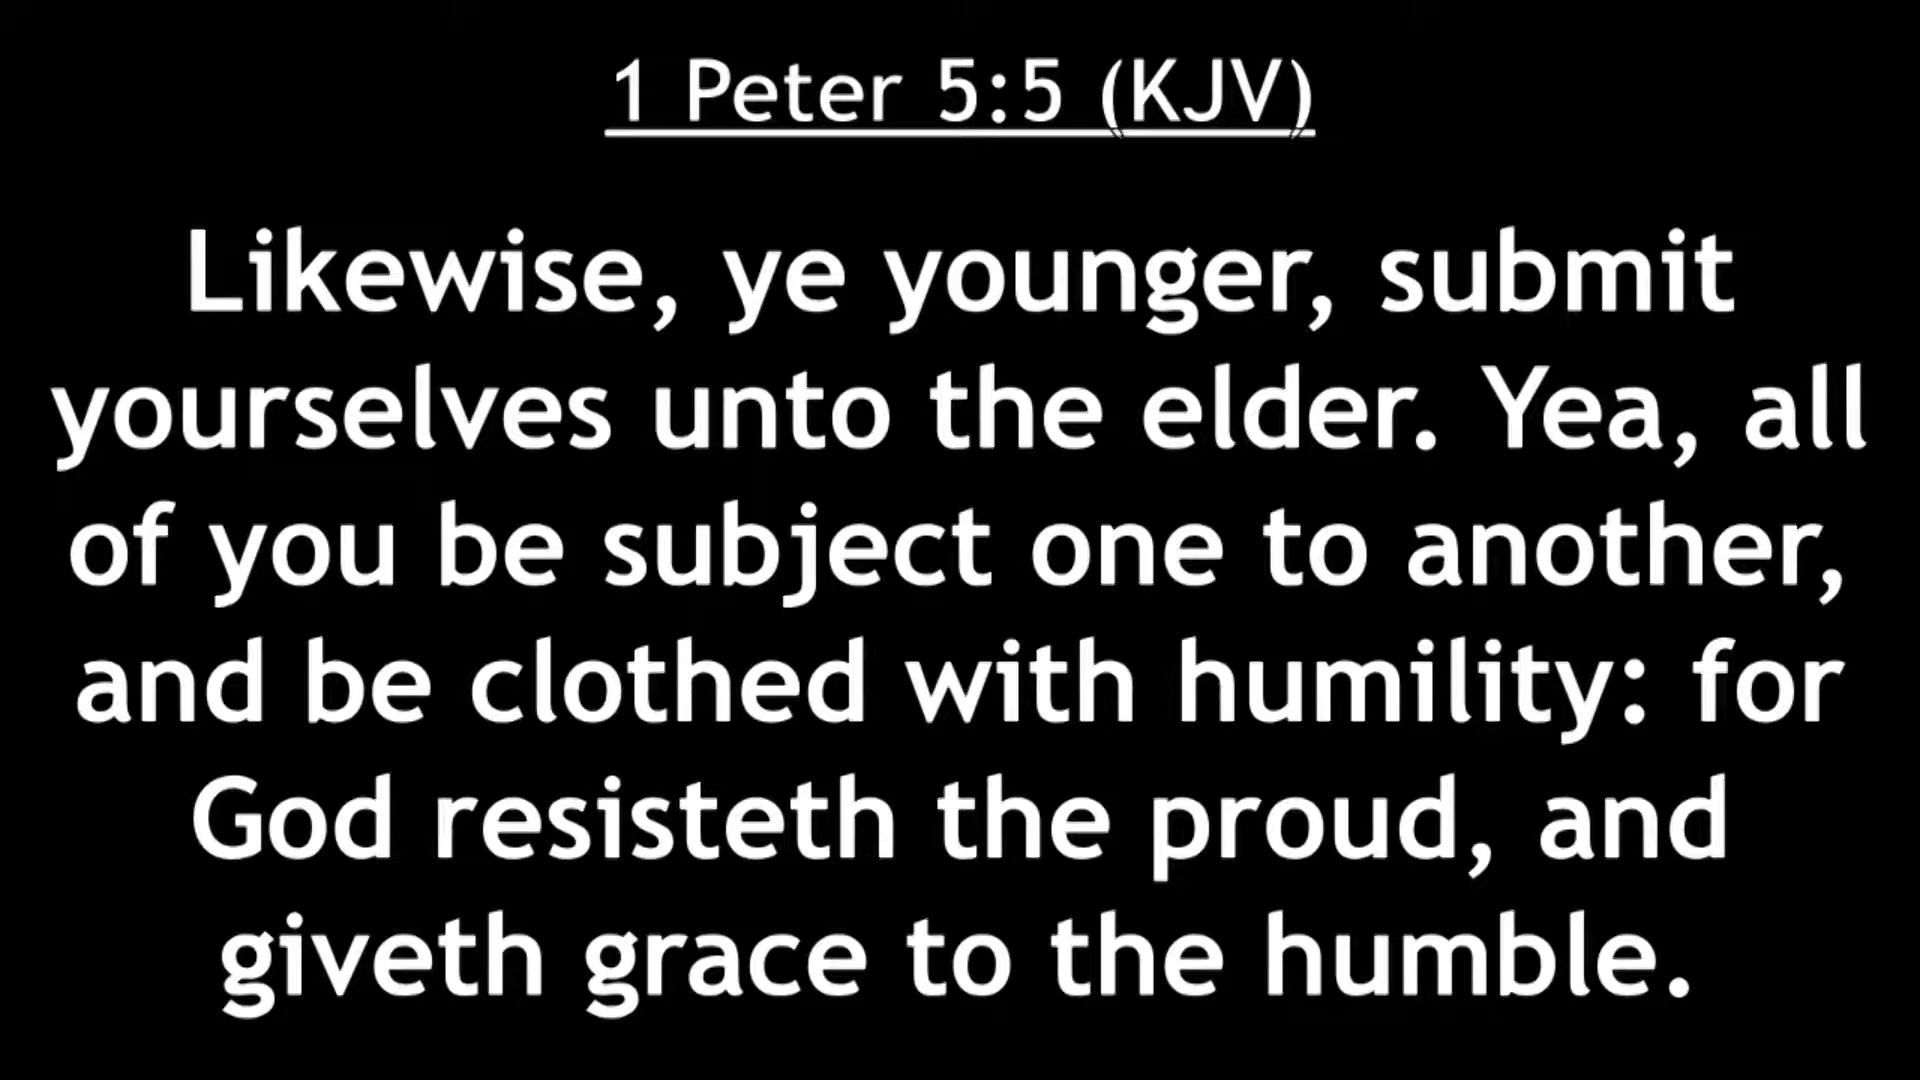 1 Peter 5:5 (KJV)
Likewise, ye younger, submit
yourselves unto the elder. Yea, all
of you be subject one to another,
and be clothed with humility: for
God resisteth the proud, and
giveth grace to the humble.